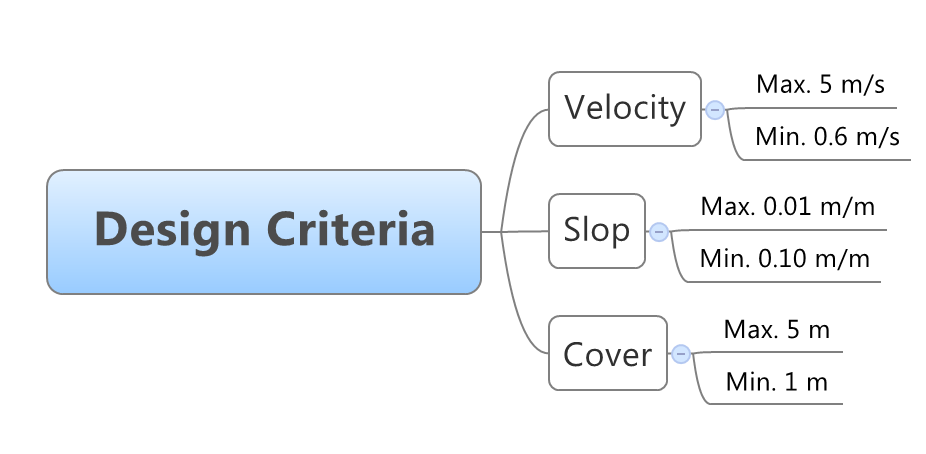 Design Criteria
Velocity
Max. 5 m/s
Min. 0.6 m/s
Slop
Max. 0.01 m/m
Min. 0.10 m/m
Cover
Max. 5 m
Min. 1 m